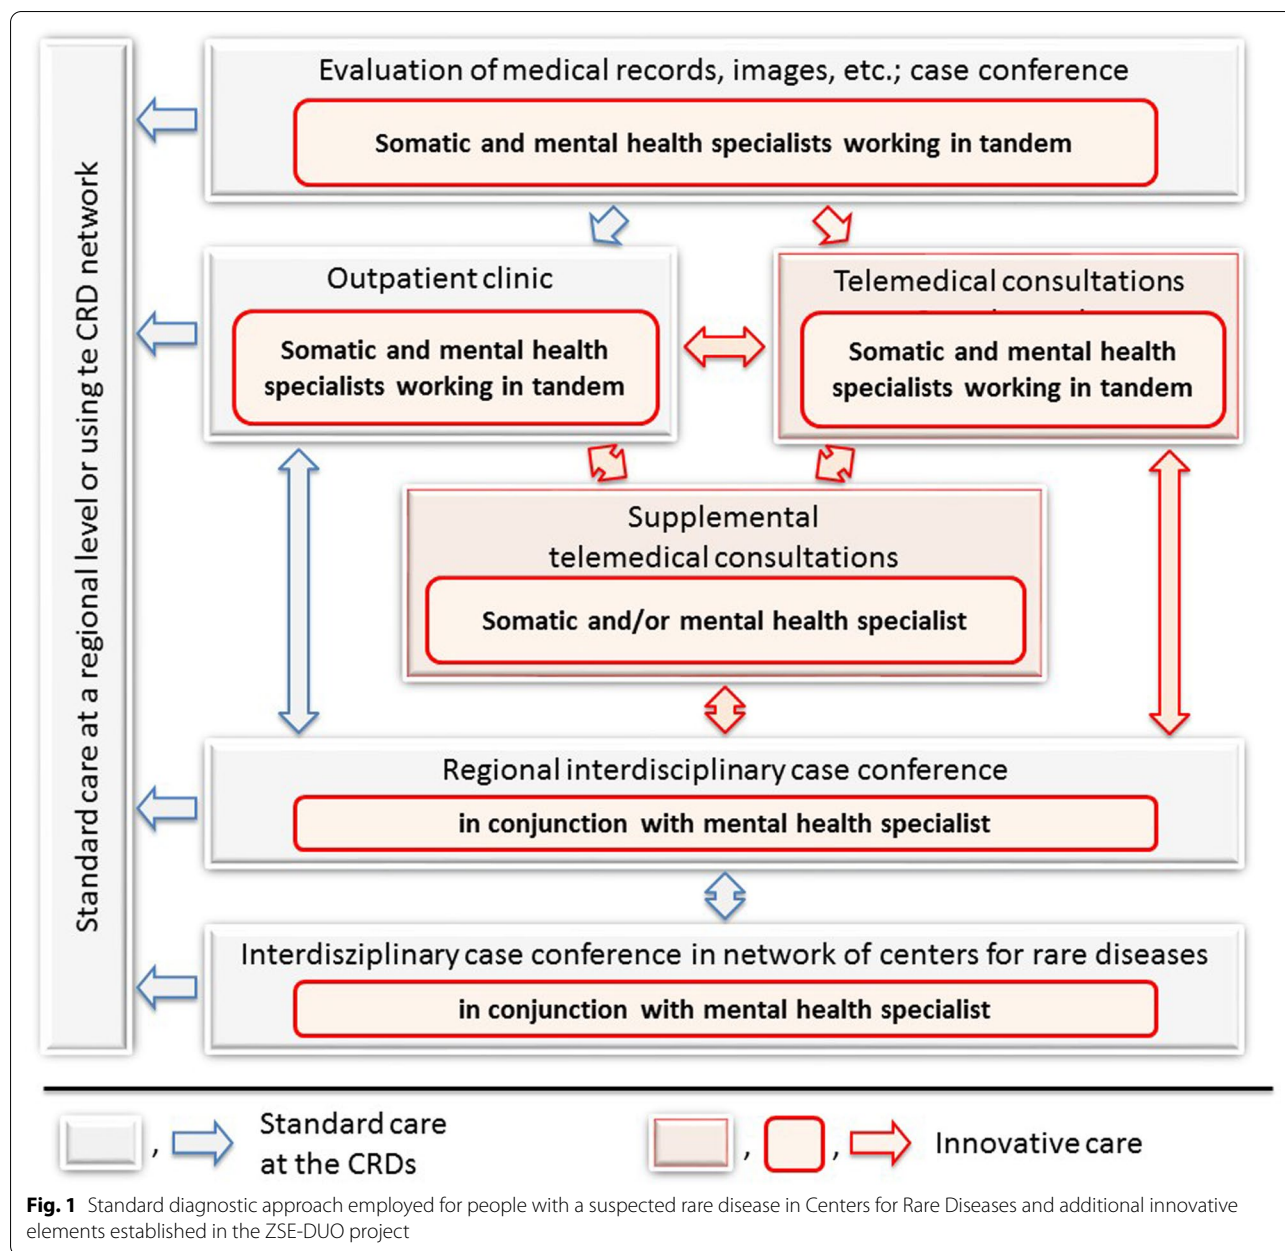 Standard care at a regional level or using te CRD network
Evaluation of medical records, images, etc.; case conference
Somatic and mental health specialists working in tandem
Outpatient clinic
Somatic and mental health
specialists working in tandem
Telemedical consultations
Somatic and mental health
specialists working in tandem
Supplemental
telemedical consultations
Somatic and/or mental health specialist
Regional interdisciplinary case conference
in conjunction with mental health specialist
Interdisziplinary case conference in network of centers for rare diseases
in conjunction with mental health specialist
, Standard care
at the CRDs
, , Innovative care
Fig. 1 Standard diagnostic approach employed for people with a suspected rare disease in Centers for Rare Diseases and additional innovative
elements established in the ZSE-DUO project